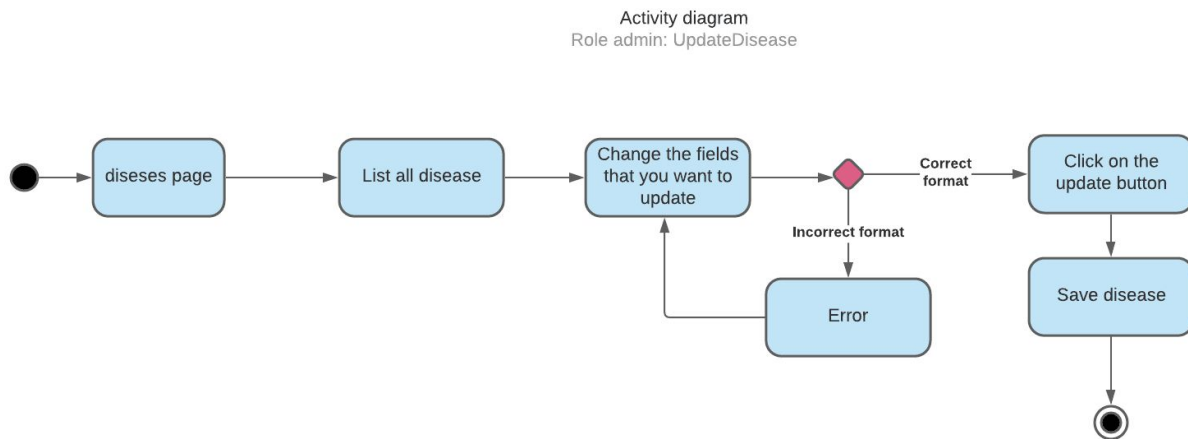 Activity diagram
Role admin: UpdateDisease
diseses page
List all disease
Change the fields
that you want to
update
Correct
format
Click on the
update button
Incorrect format
Error
Save disease